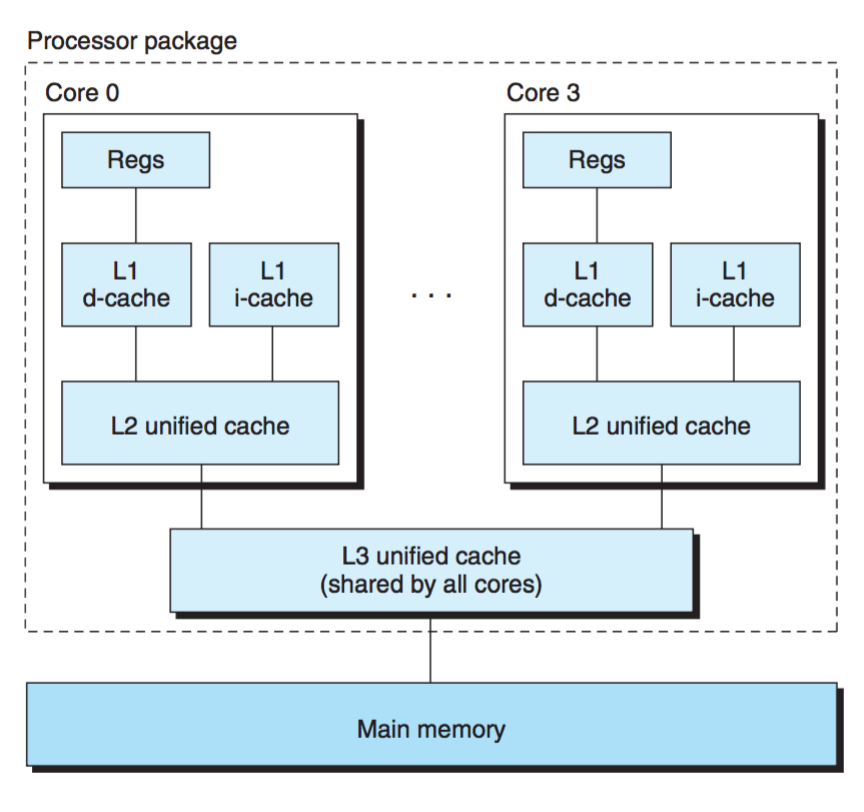 Processor package
Core 0
Regs
L1
d-cache
L1
i-cache
L2 unified cache
. . .
Core 3
Regs
L1
d-cache
L1
i-cache
L2 unified cache
L3 unified cache
(shared by all cores)
Main memory